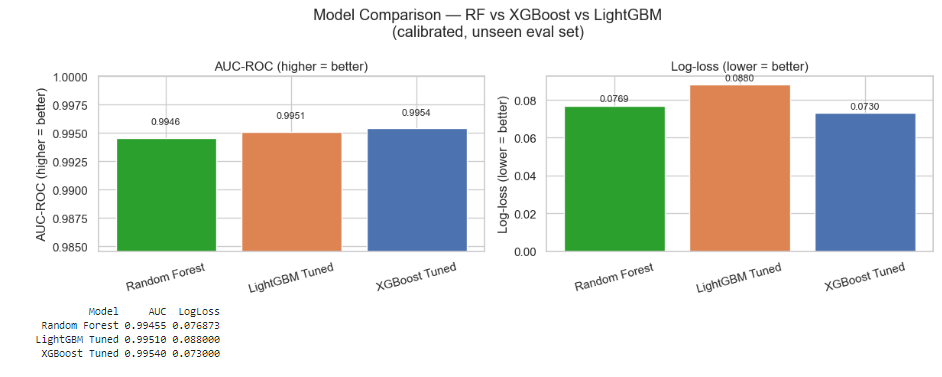 Model Comparison — RF vs XGBoost vs LightGBM
(calibrated, unseen eval set)
AUC-ROC (higher = better)
AUC-ROC (higher = better)
1.0000
0.9975
0.9950
0.9925
0.9900
0.9875
0.9850
0.9946
0.9951
0.9954
Random Forest
LightGBM Tuned
XGBoost Tuned
Log-loss (lower = better)
Log-loss (lower = better)
0.08
0.06
0.04
0.02
0.00
0.0769
0.0880
0.0730
Random Forest
LightGBM Tuned
XGBoost Tuned
Model AUC LogLoss
Random Forest 0.99455 0.076873
LightGBM Tuned 0.99510 0.088000
XGBoost Tuned 0.99540 0.073000